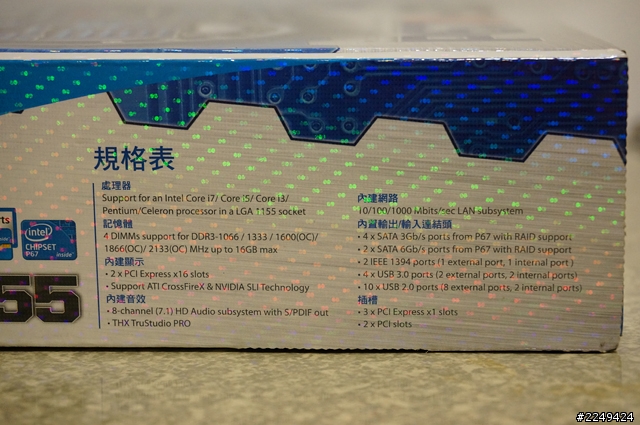 規格表
處理器
Support for an Intel Core i7/ Core i5/ Core i3/
Pentium/Celeron processor in a LGA 1155 socket
記憶體
4 DIMMs support for DDR3-1066 / 1333 / 1600(OC)/
1866(OC)/ 2133(OC) MHz up to 16GB max
內建顯示
• 2 x PCI Express x16 slots
• Support ATI CrossFireX & NVIDIA SLI Technology
內建音效
• 8-channel (7.1) HD Audio subsystem with S/PDIF out
• THX TruStudio PRO
內建網路
10/100/1000 Mbits/sec LAN subsystem
內置輸出/輸入連結頭
• 4 x SATA 3Gb/s ports from P67 with RAID support
• 2 x SATA 6Gb/s ports from P67 with RAID support
• 2 IEEE 1394 ports (1 external port, 1 internal port )
• 4 x USB 3.0 ports (2 external ports, 2 internal ports)
• 10 x USB 2.0 ports (8 external ports, 2 internal ports)
插槽
• 3 x PCI Express x1 slots
• 2 x PCI slots
rts
intel
CHIPSET
P67 inside
55
#2249424